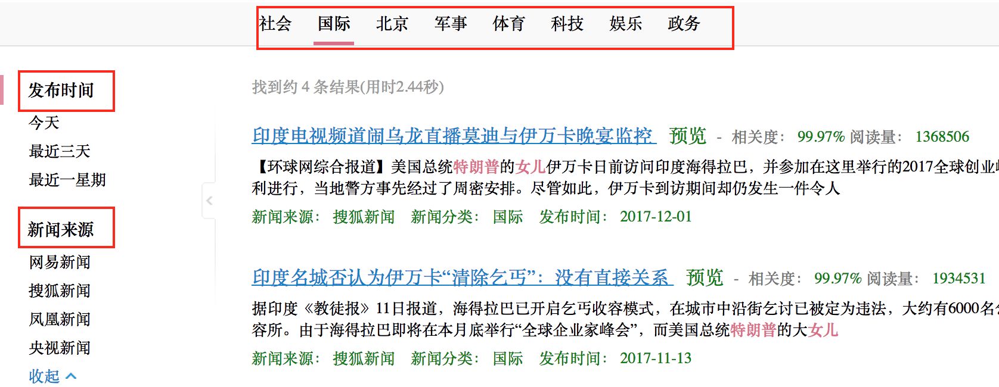 社会 国际 北京 军事 体育 科技 娱乐 政务
发布时间
今天
最近三天
最近一星期
新闻来源
网易新闻
搜狐新闻
凤凰新闻
央视新闻
收起
找到约 4 条结果(用时2.44秒)
印度电视频道闹乌龙直播莫迪与伊万卡晚宴监控 预览 - 相关度： 99.97% 阅读量： 1368506
【环球网综合报道】美国总统特朗普的女儿伊万卡日前访问印度海得拉巴，并参加在这里举行的2017全球创业
利进行，当地警方事先经过了周密安排。尽管如此，伊万卡到访期间却仍发生一件令人
新闻来源： 搜狐新闻 新闻分类： 国际 发布时间： 2017-12-01
印度名城否认为伊万卡“清除乞丐”：没有直接关系 预览 - 相关度： 99.97% 阅读量： 1934531
据印度《教徒报》11日报道，海得拉巴已开启乞丐收容模式，在城市中沿街乞讨已被定为违法，大约有6000名
容所。由于海得拉巴即将在本月底举行“全球企业家峰会”，而美国总统特朗普的大女儿
新闻来源： 搜狐新闻 新闻分类： 国际 发布时间： 2017-11-13